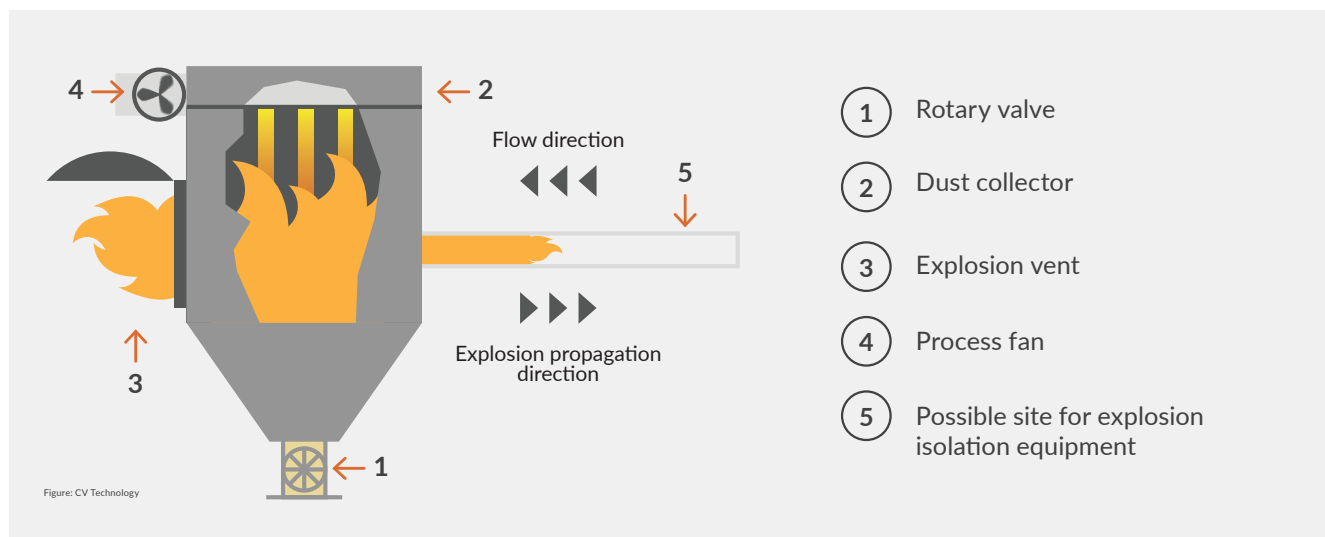 4
2
Flow direction
5
Explosion propagation
direction
3
1
Figure: CV Technology
1 Rotary valve
2 Dust collector
3 Explosion vent
4 Process fan
5 Possible site for explosion
isolation equipment